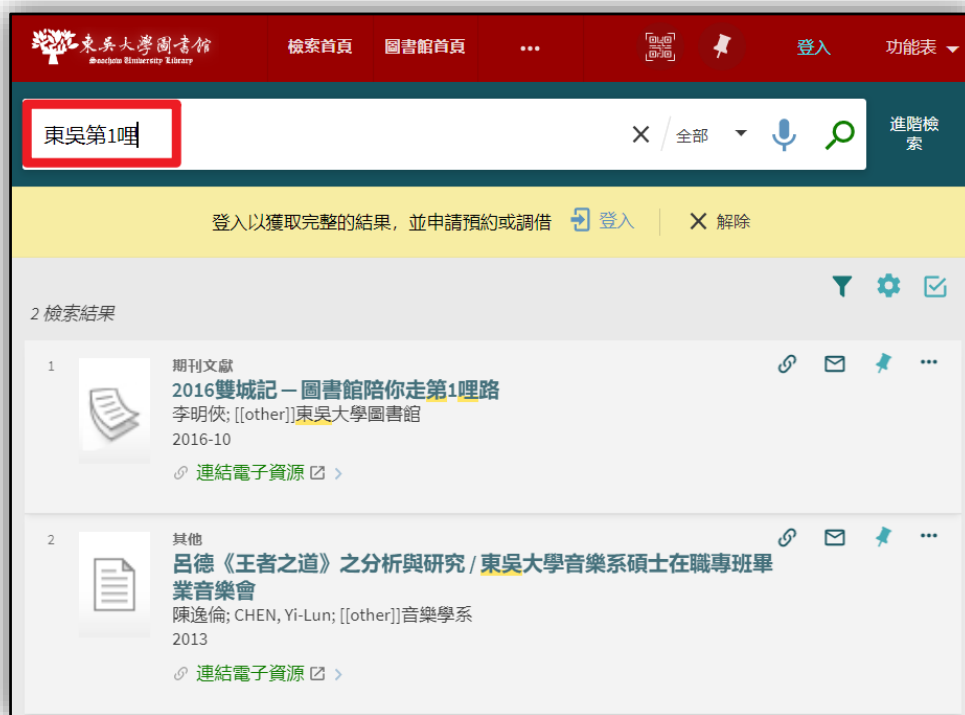 東吳大學圖書館 檢索首頁 圖書館首頁 ... 登入 功能表
Soochow University Library
東吳第1哩 全部 進階檢索
登入以獲取完整的結果，並申請預約或調借 登入 解除
2 檢索結果
1 期刊文獻
2016雙城記 — 圖書館陪你走第1哩路
李明俠; [[other]]東吳大學圖書館
2016-10
連結電子資源
2 其他
呂德《王者之道》之分析與研究 / 東吳大學音樂系碩士在職專班畢
業音樂會
陳逸倫; CHEN, Yi-Lun; [[other]]音樂學系
2013
連結電子資源